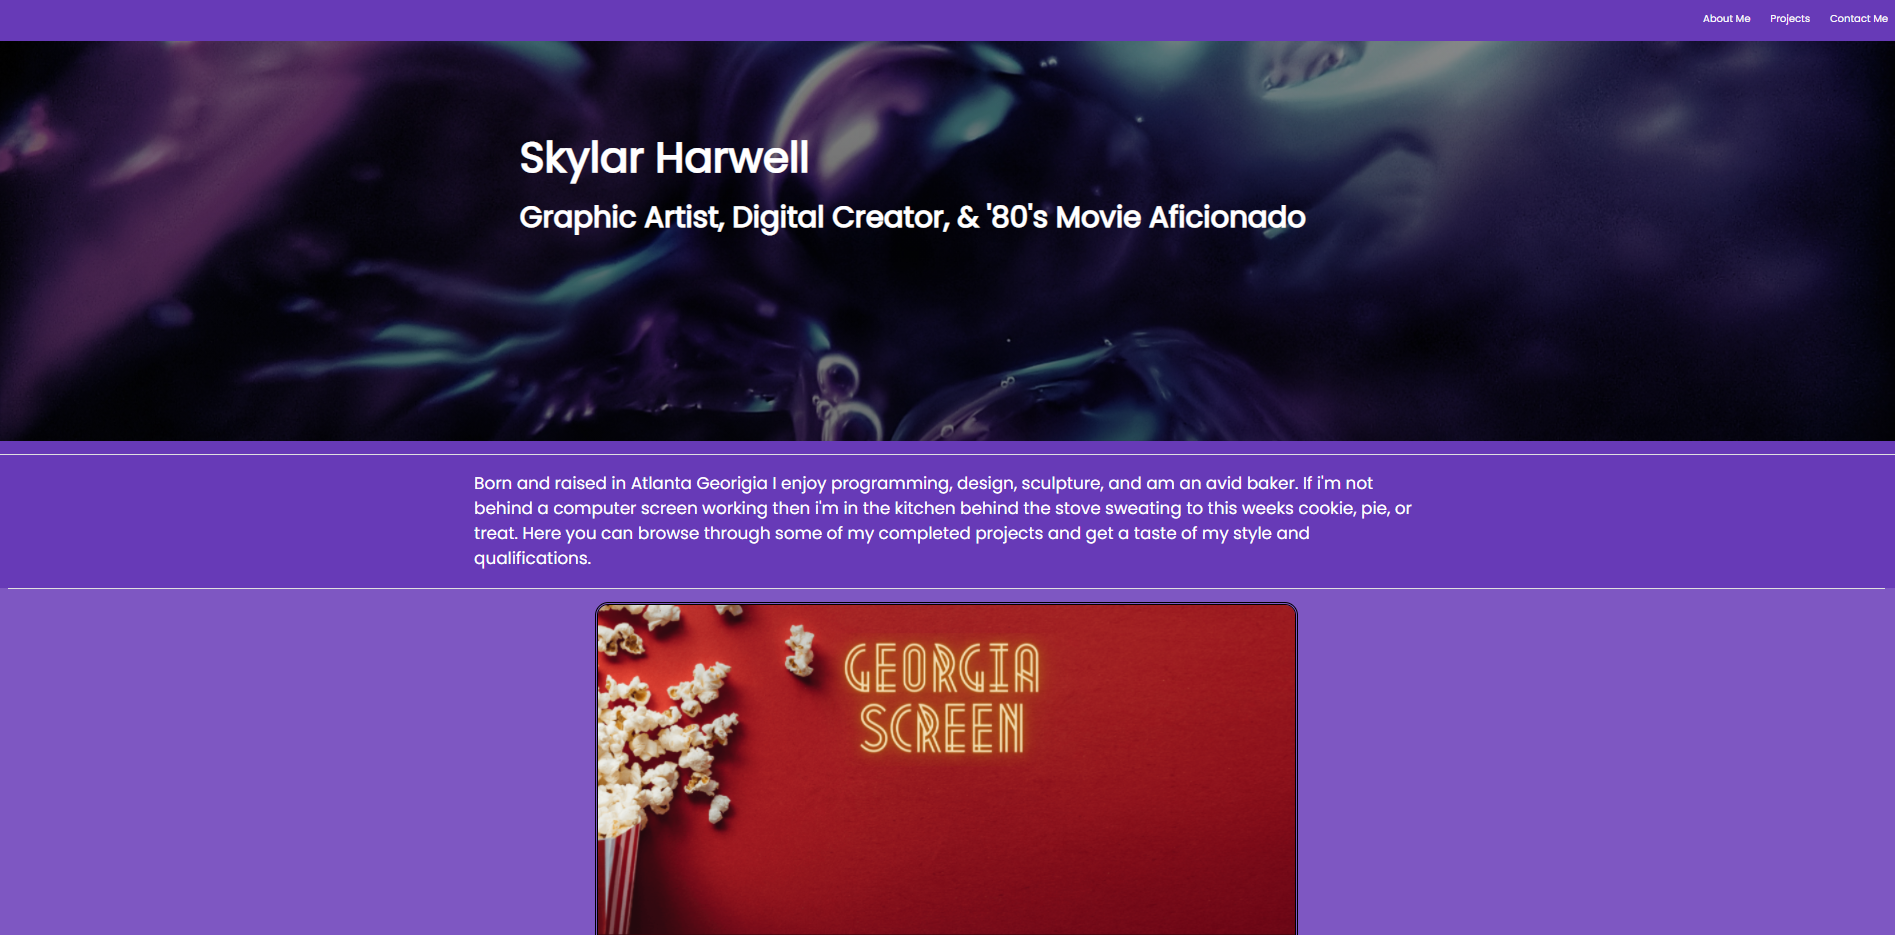 About Me Projects Contact Me
Skylar Harwell
Graphic Artist, Digital Creator, & '80's Movie Aficionado
Born and raised in Atlanta Georigia I enjoy programming, design, sculpture, and am an avid baker. If i'm not
behind a computer screen working then i'm in the kitchen behind the stove sweating to this weeks cookie, pie, or
treat. Here you can browse through some of my completed projects and get a taste of my style and
qualifications.
GEORGIA
SCREEN